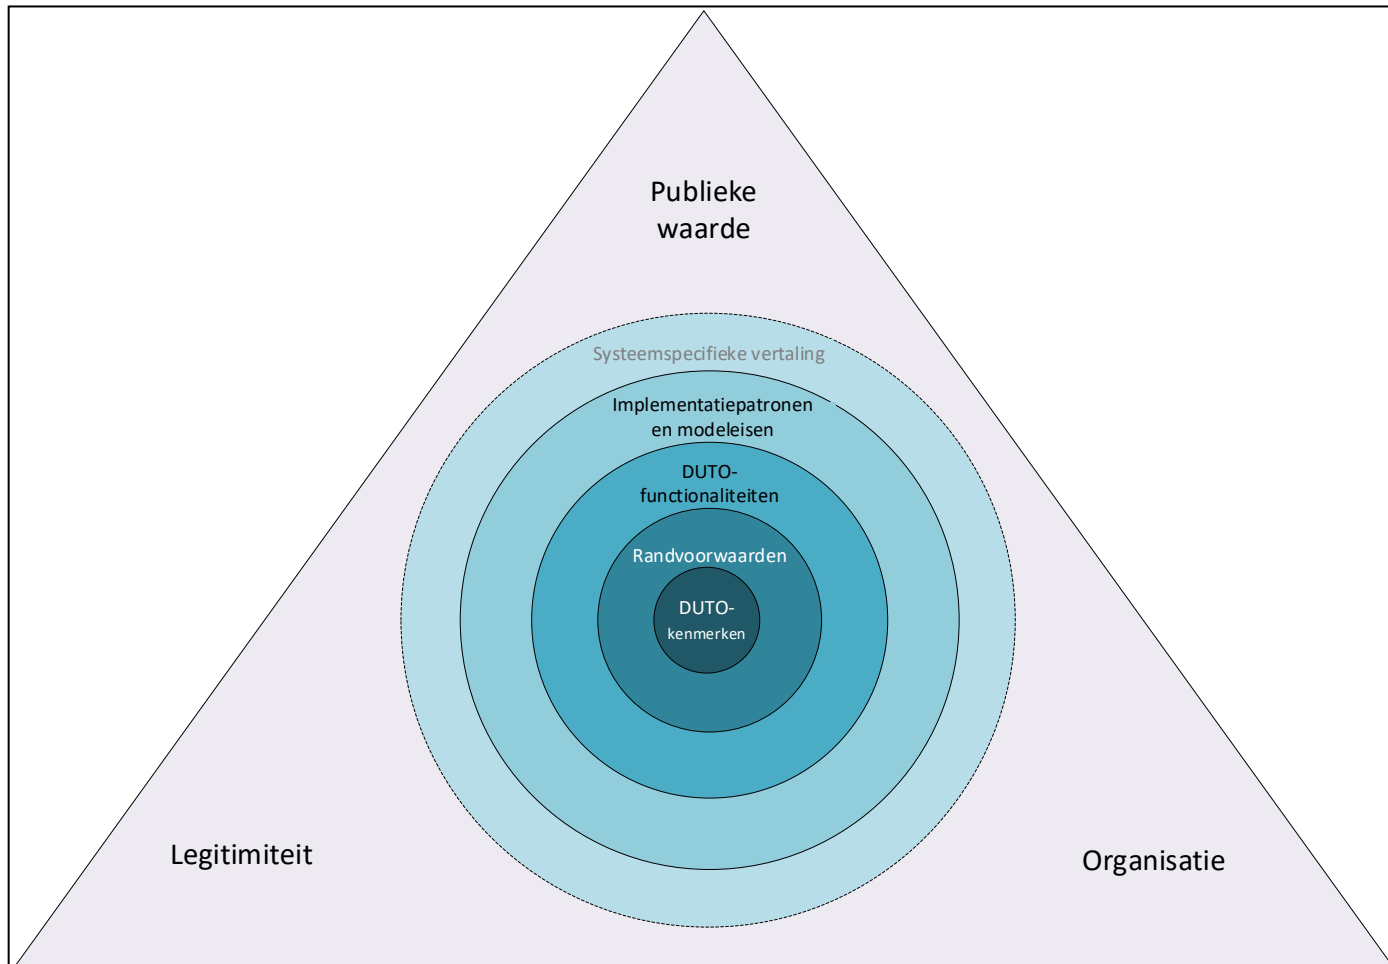 Publieke
waarde
Systeemspecifieke vertaling
Implementatiepatronen
en modeleisen
DUTO-
functionaliteiten
Randvoorwaarden
DUTO-
kenmerken
Legitimiteit
Organisatie